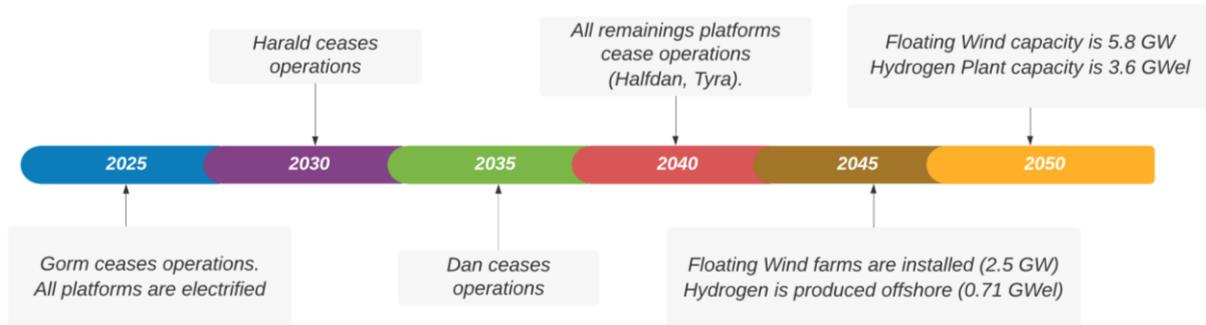 Harald ceases
operations
All remainings platforms
cease operations
(Halfdan, Tyra).
Floating Wind capacity is 5.8 GW
Hydrogen Plant capacity is 3.6 GWel
2025
2030
2035
2040
2045
2050
Gorm ceases operations.
All platforms are electrified
Dan ceases
operations
Floating Wind farms are installed (2.5 GW)
Hydrogen is produced offshore (0.71 GWel)